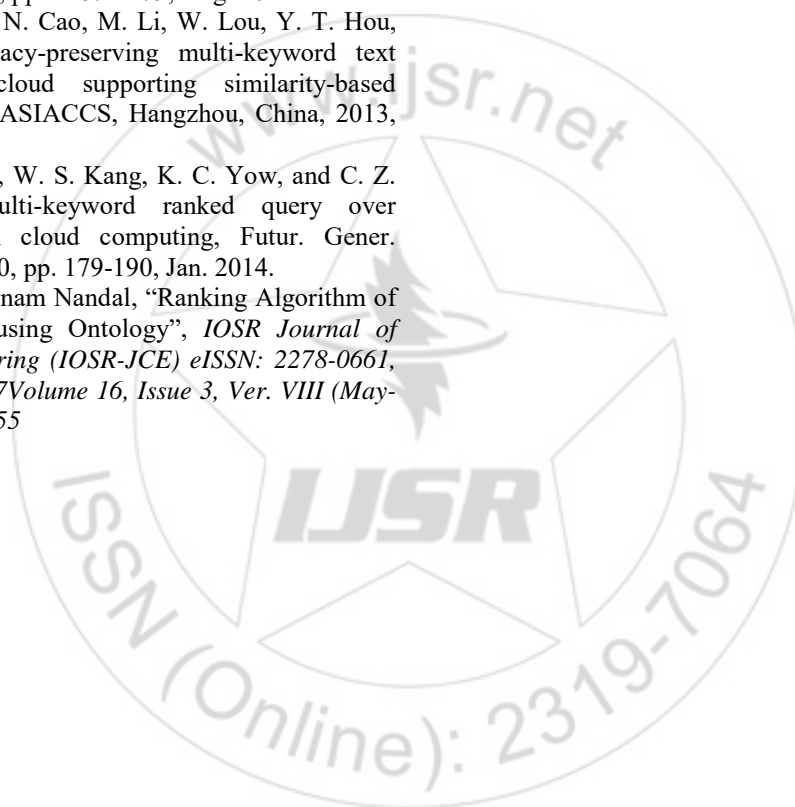 N. Cao, M. Li, W. Lou, Y. T. Hou,
acy-preserving multi-keyword text
cloud supporting similarity-based
ASIACCS, Hangzhou, China, 2013,
, W. S. Kang, K. C. Yow, and C. Z.
ulti-keyword ranked query over
cloud computing, Futur. Gener.
0, pp. 179-190, Jan. 2014.
nam Nandal, “Ranking Algorithm of
using Ontology”, IOSR Journal of
ring (IOSR-JCE) eISSN: 2278-0661,
7Volume 16, Issue 3, Ver. VIII (May-
55
www.ijsr.net
IJSR
ISSN (Online): 2319-7064